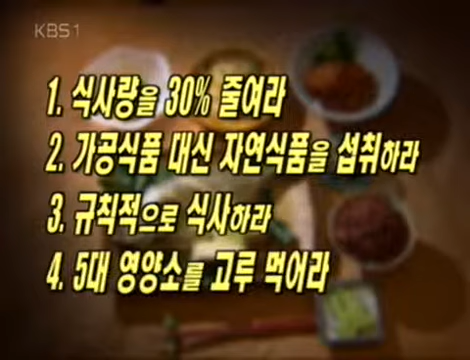 KBS1
1. 식사량을 30% 줄여라
2. 가공식품 대신 자연식품을 섭취하라
3. 규칙적으로 식사하라
4. 5대 영양소를 고루 먹어라